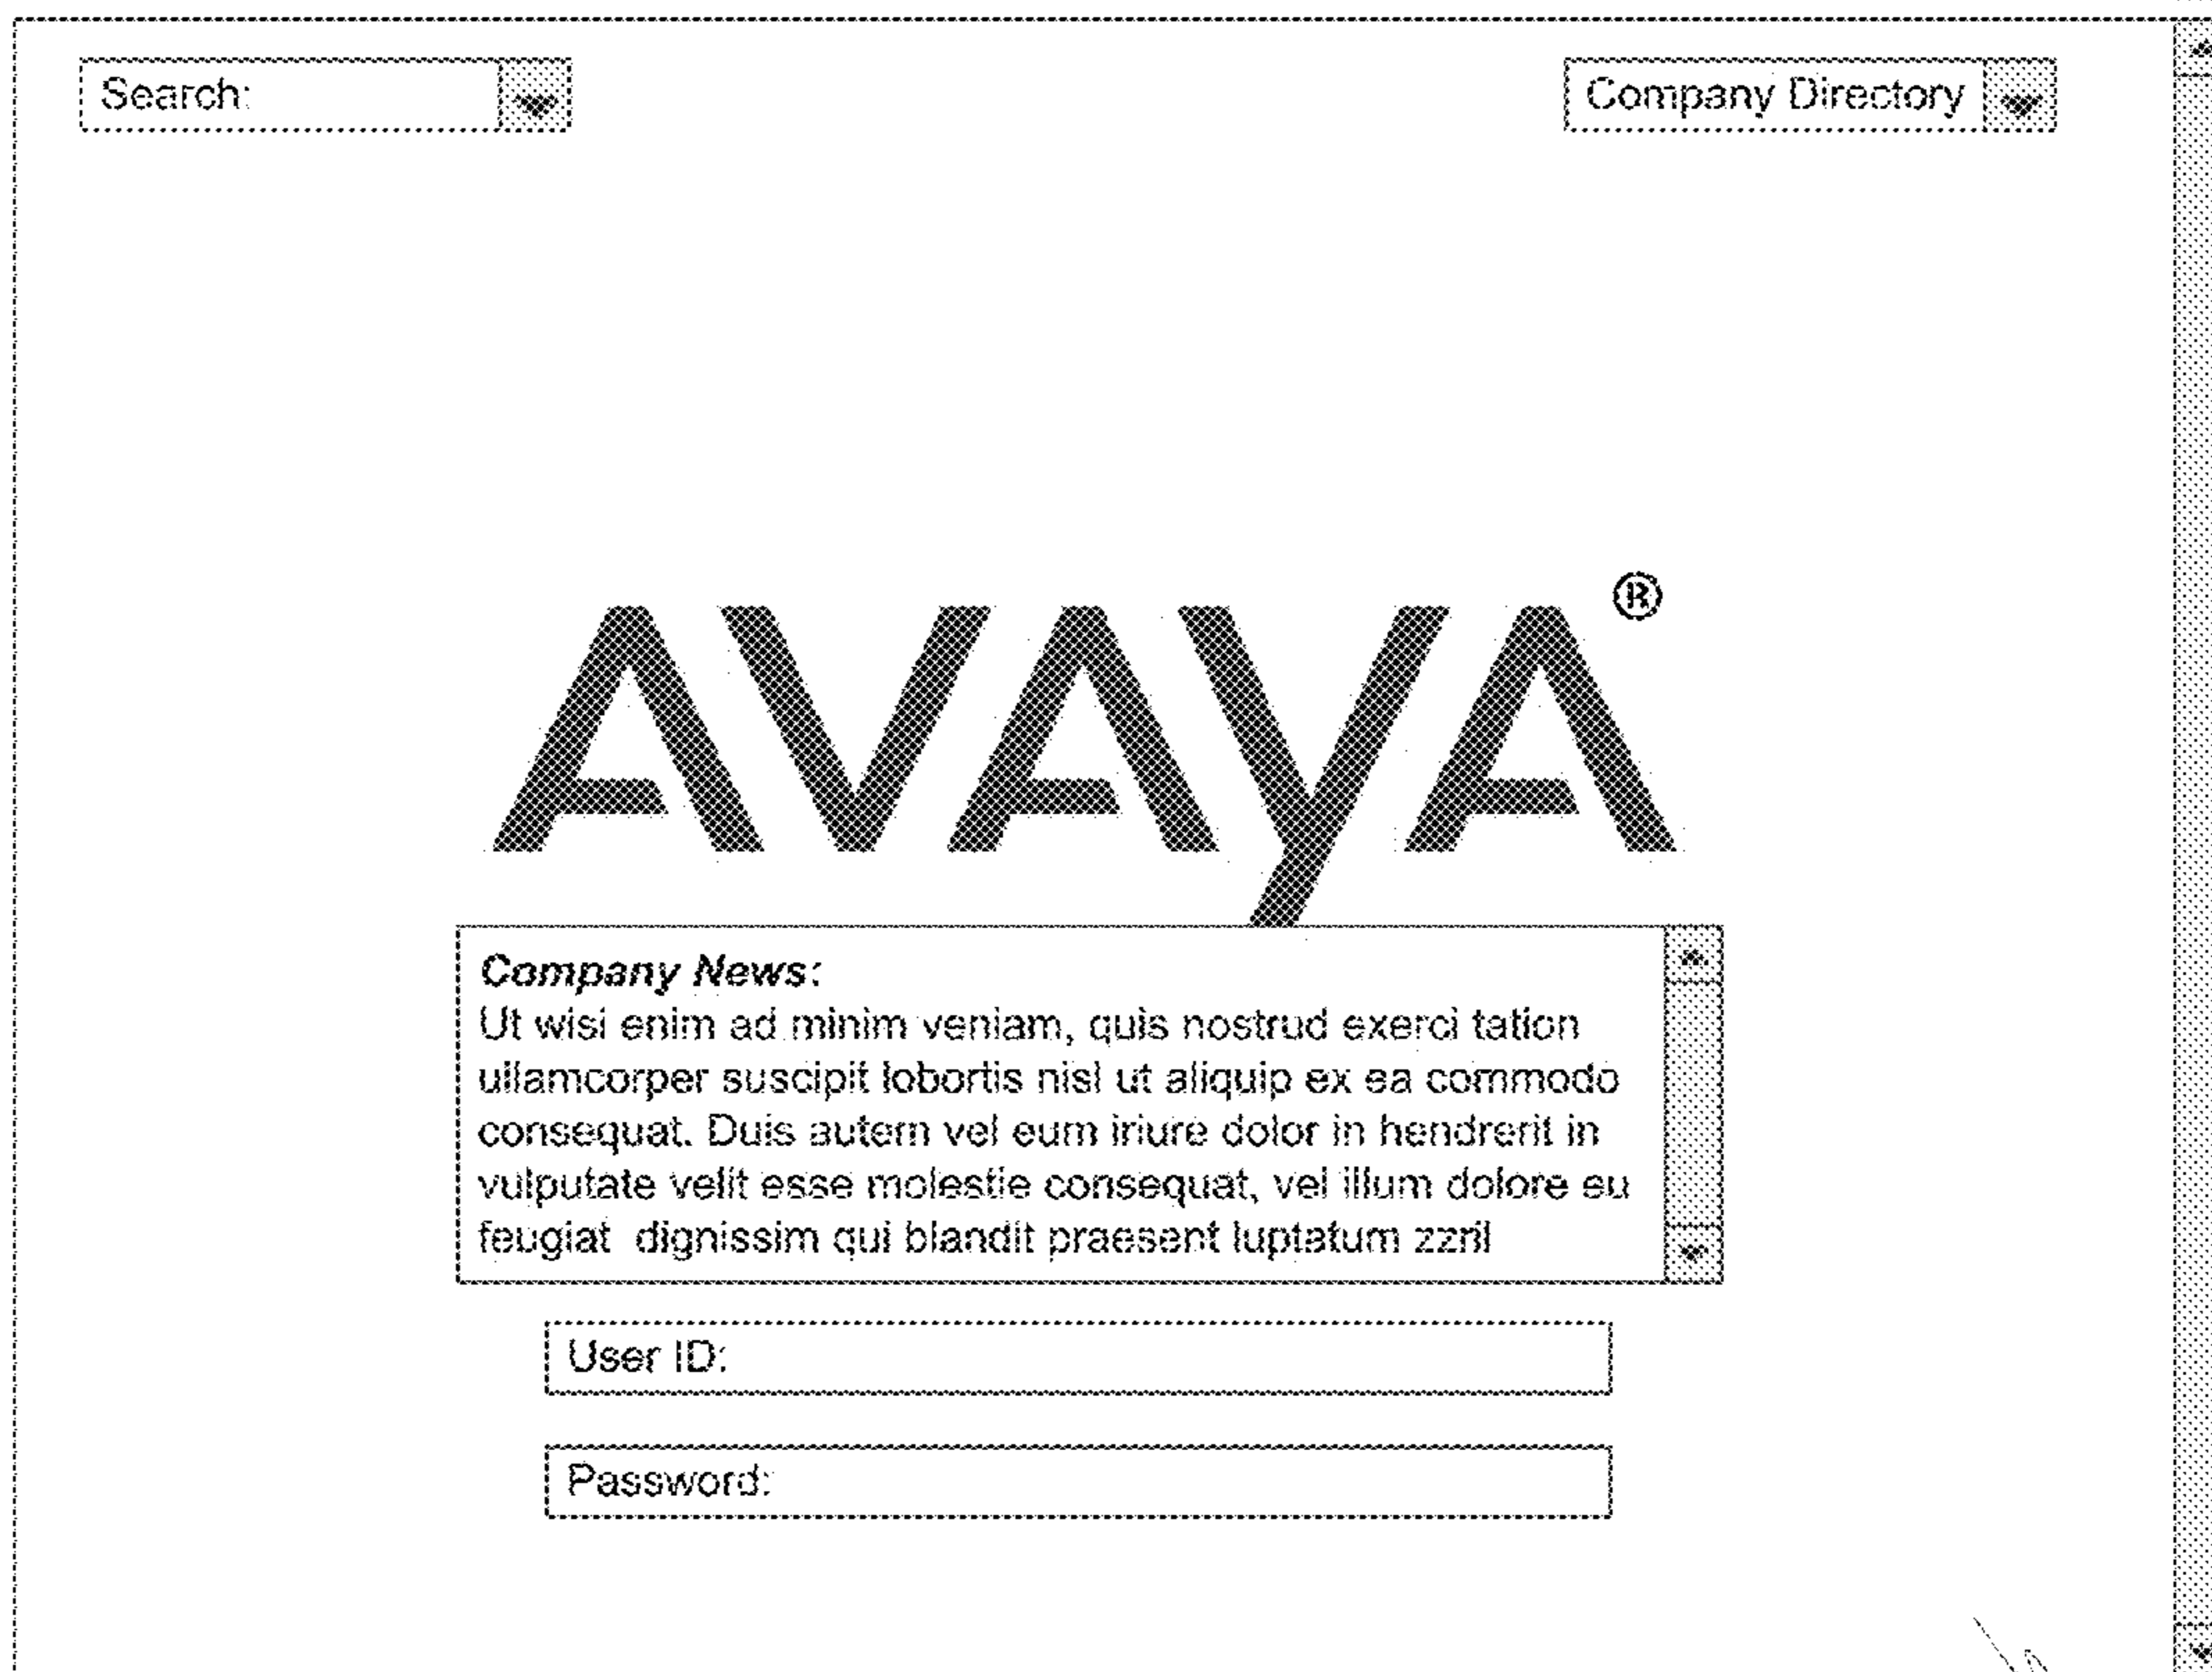 Search:
Company Directory
AVAYA®
Company News:
Ut wisi enim ad minim veniam, quis nostrud exerci tation
ullamcorper suscipit lobortis nisl ut aliquip ex ea commodo
consequat. Duis autem vel eum iriure dolor in hendrerit in
vulputate velit esse molestie consequat, vel illum dolore eu
feugiat  dignissim qui blandit praesent luptatum zzril
User ID:
Password: